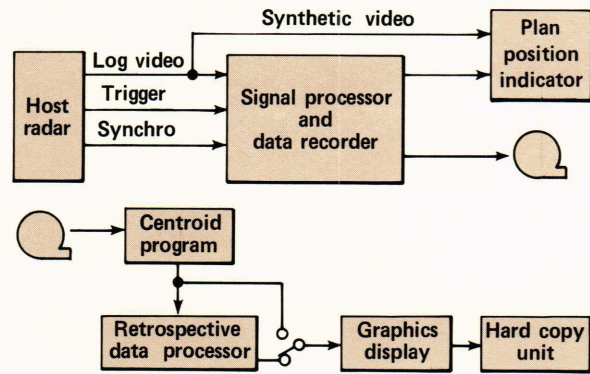 Synthetic video
Log video
Trigger
Synchro
Host
radar
Signal processor
and
data recorder
Plan
position
indicator
Centroid
program
Retrospective
data processor
Graphics
display
Hard copy
unit